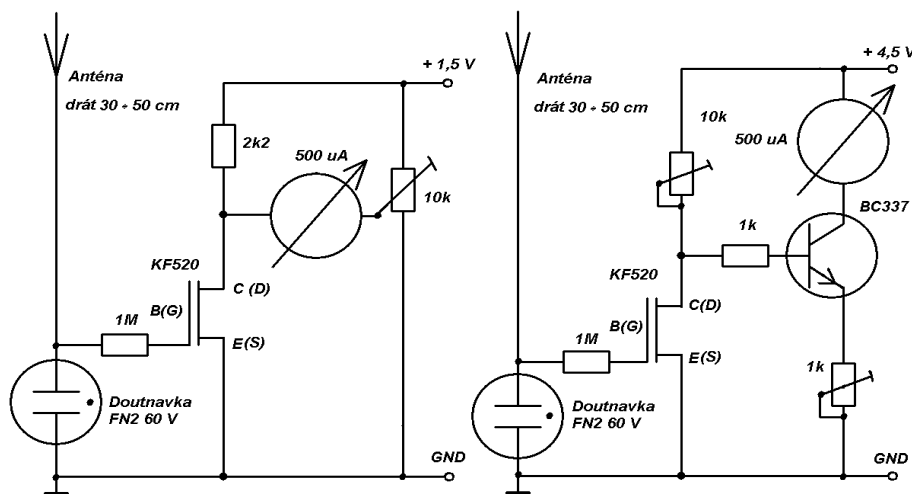 + 1,5 V
Anténa
drát 30 ÷ 50 cm
2k2
500 uA
10k
KF520
C (D)
B(G)
1M
E(S)
Doutnavka
FN2 60 V
GND
+ 4,5 V
Anténa
drát 30 ÷ 50 cm
10k
500 uA
BC337
1k
KF520
C(D)
B(G)
1M
E(S)
1k
Doutnavka
FN2 60 V
GND